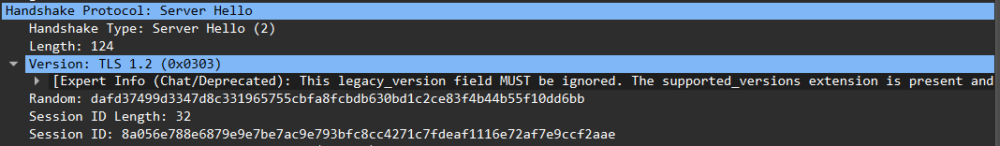 Handshake Protocol: Server Hello
Handshake Type: Server Hello (2)
Length: 124
Version: TLS 1.2 (0x0303)
[Expert Info (Chat/Deprecated): This legacy_version field MUST be ignored. The supported_versions extension is present and
Random: dafd37499d3347d8c331965755cbfa8fcbdb630bd1c2ce83f4b44b55f10dd6bb
Session ID Length: 32
Session ID: 8a056e788e6879e9e7be7ac9e793bfc8cc4271c7fdeaf1116e72af7e9ccf2aae